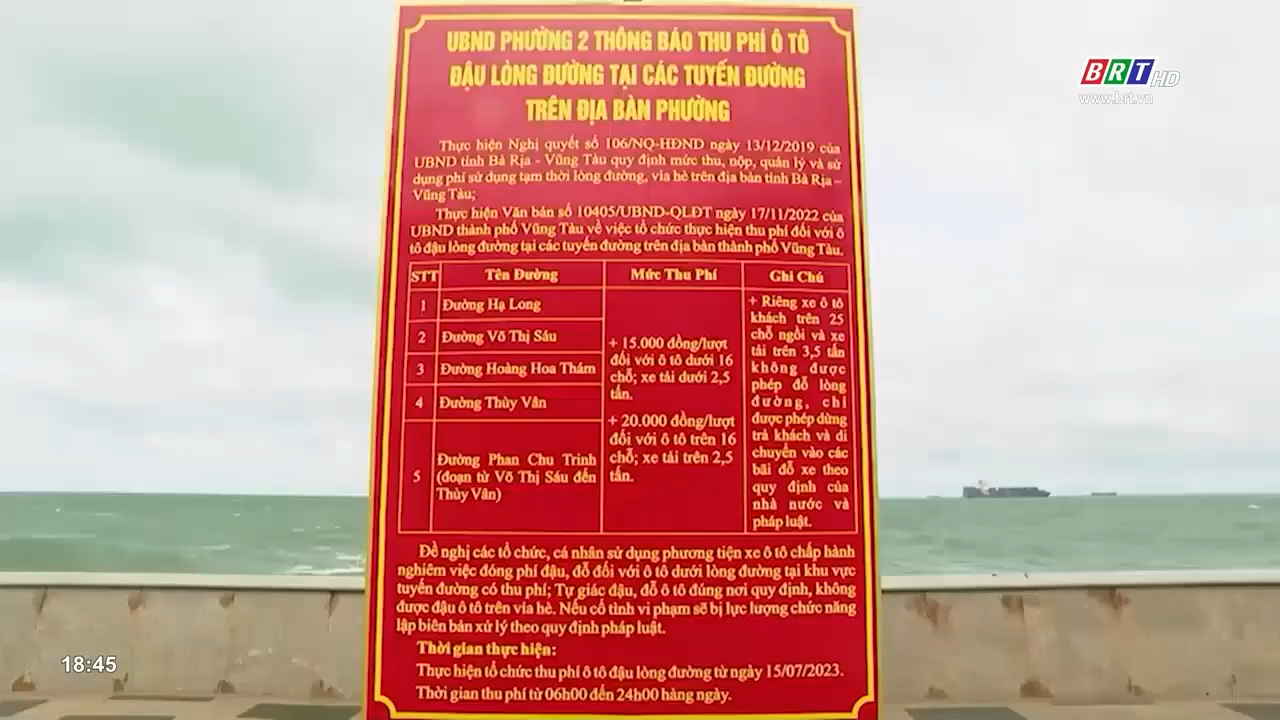 UBND PHƯỜNG 2 THÔNG BÁO THU PHÍ Ô TÔ
ĐẬU LÒNG ĐƯỜNG TẠI CÁC TUYẾN ĐƯỜNG
TRÊN ĐỊA BÀN PHƯỜNG
BRT HD
www.brt.vn
Thực hiện Nghị quyết số 106/NQ-HĐND ngày 13/12/2019 của
UBND tỉnh Bà Rịa - Vũng Tàu quy định mức thu, nộp, quản lý và sử
dụng phí sử dụng tạm thời lòng đường, vỉa hè trên địa bàn tỉnh Bà Rịa –
Vũng Tàu;
Thực hiện Văn bản số 10405/UBND-QLĐT ngày 17/11/2022 của
UBND thành phố Vũng Tàu về việc tổ chức thực hiện thu phí đối với ô
tô đậu lòng đường tại các tuyến đường trên địa bàn thành phố Vũng Tàu.
STT Tên Đường Mức Thu Phí Ghi Chú
1 Đường Hạ Long
2 Đường Võ Thị Sáu
3 Đường Hoàng Hoa Thám
4 Đường Thùy Vân
5 Đường Phan Chu Trinh
(đoạn từ Võ Thị Sáu đến
Thùy Vân)
+ 15.000 đồng/lượt
đối với ô tô dưới 16
chỗ; xe tải dưới 2,5
tấn.
+ 20.000 đồng/lượt
đối với ô tô trên 16
chỗ; xe tải trên 2,5
tấn.
+ Riêng xe ô tô
khách trên 25
chỗ ngồi và xe
tải trên 3,5 tấn
không được
phép đỗ lòng
đường, chỉ
được phép dừng
trả khách và di
chuyển vào các
bãi đỗ xe theo
quy định của
nhà nước và
pháp luật.
Đề nghị các tổ chức, cá nhân sử dụng phương tiện xe ô tô chấp hành
nghiêm việc đóng phí đậu, đỗ đối với ô tô dưới lòng đường tại khu vực
tuyến đường có thu phí; Tự giác đậu, đỗ ô tô đúng nơi quy định, không
được đậu ô tô trên vỉa hè. Nếu cố tình vi phạm sẽ bị lực lượng chức năng
lập biên bản xử lý theo quy định pháp luật.
Thời gian thực hiện:
Thực hiện tổ chức thu phí ô tô đậu lòng đường từ ngày 15/07/2023.
Thời gian thu phí từ 06h00 đến 24h00 hàng ngày.
18:45